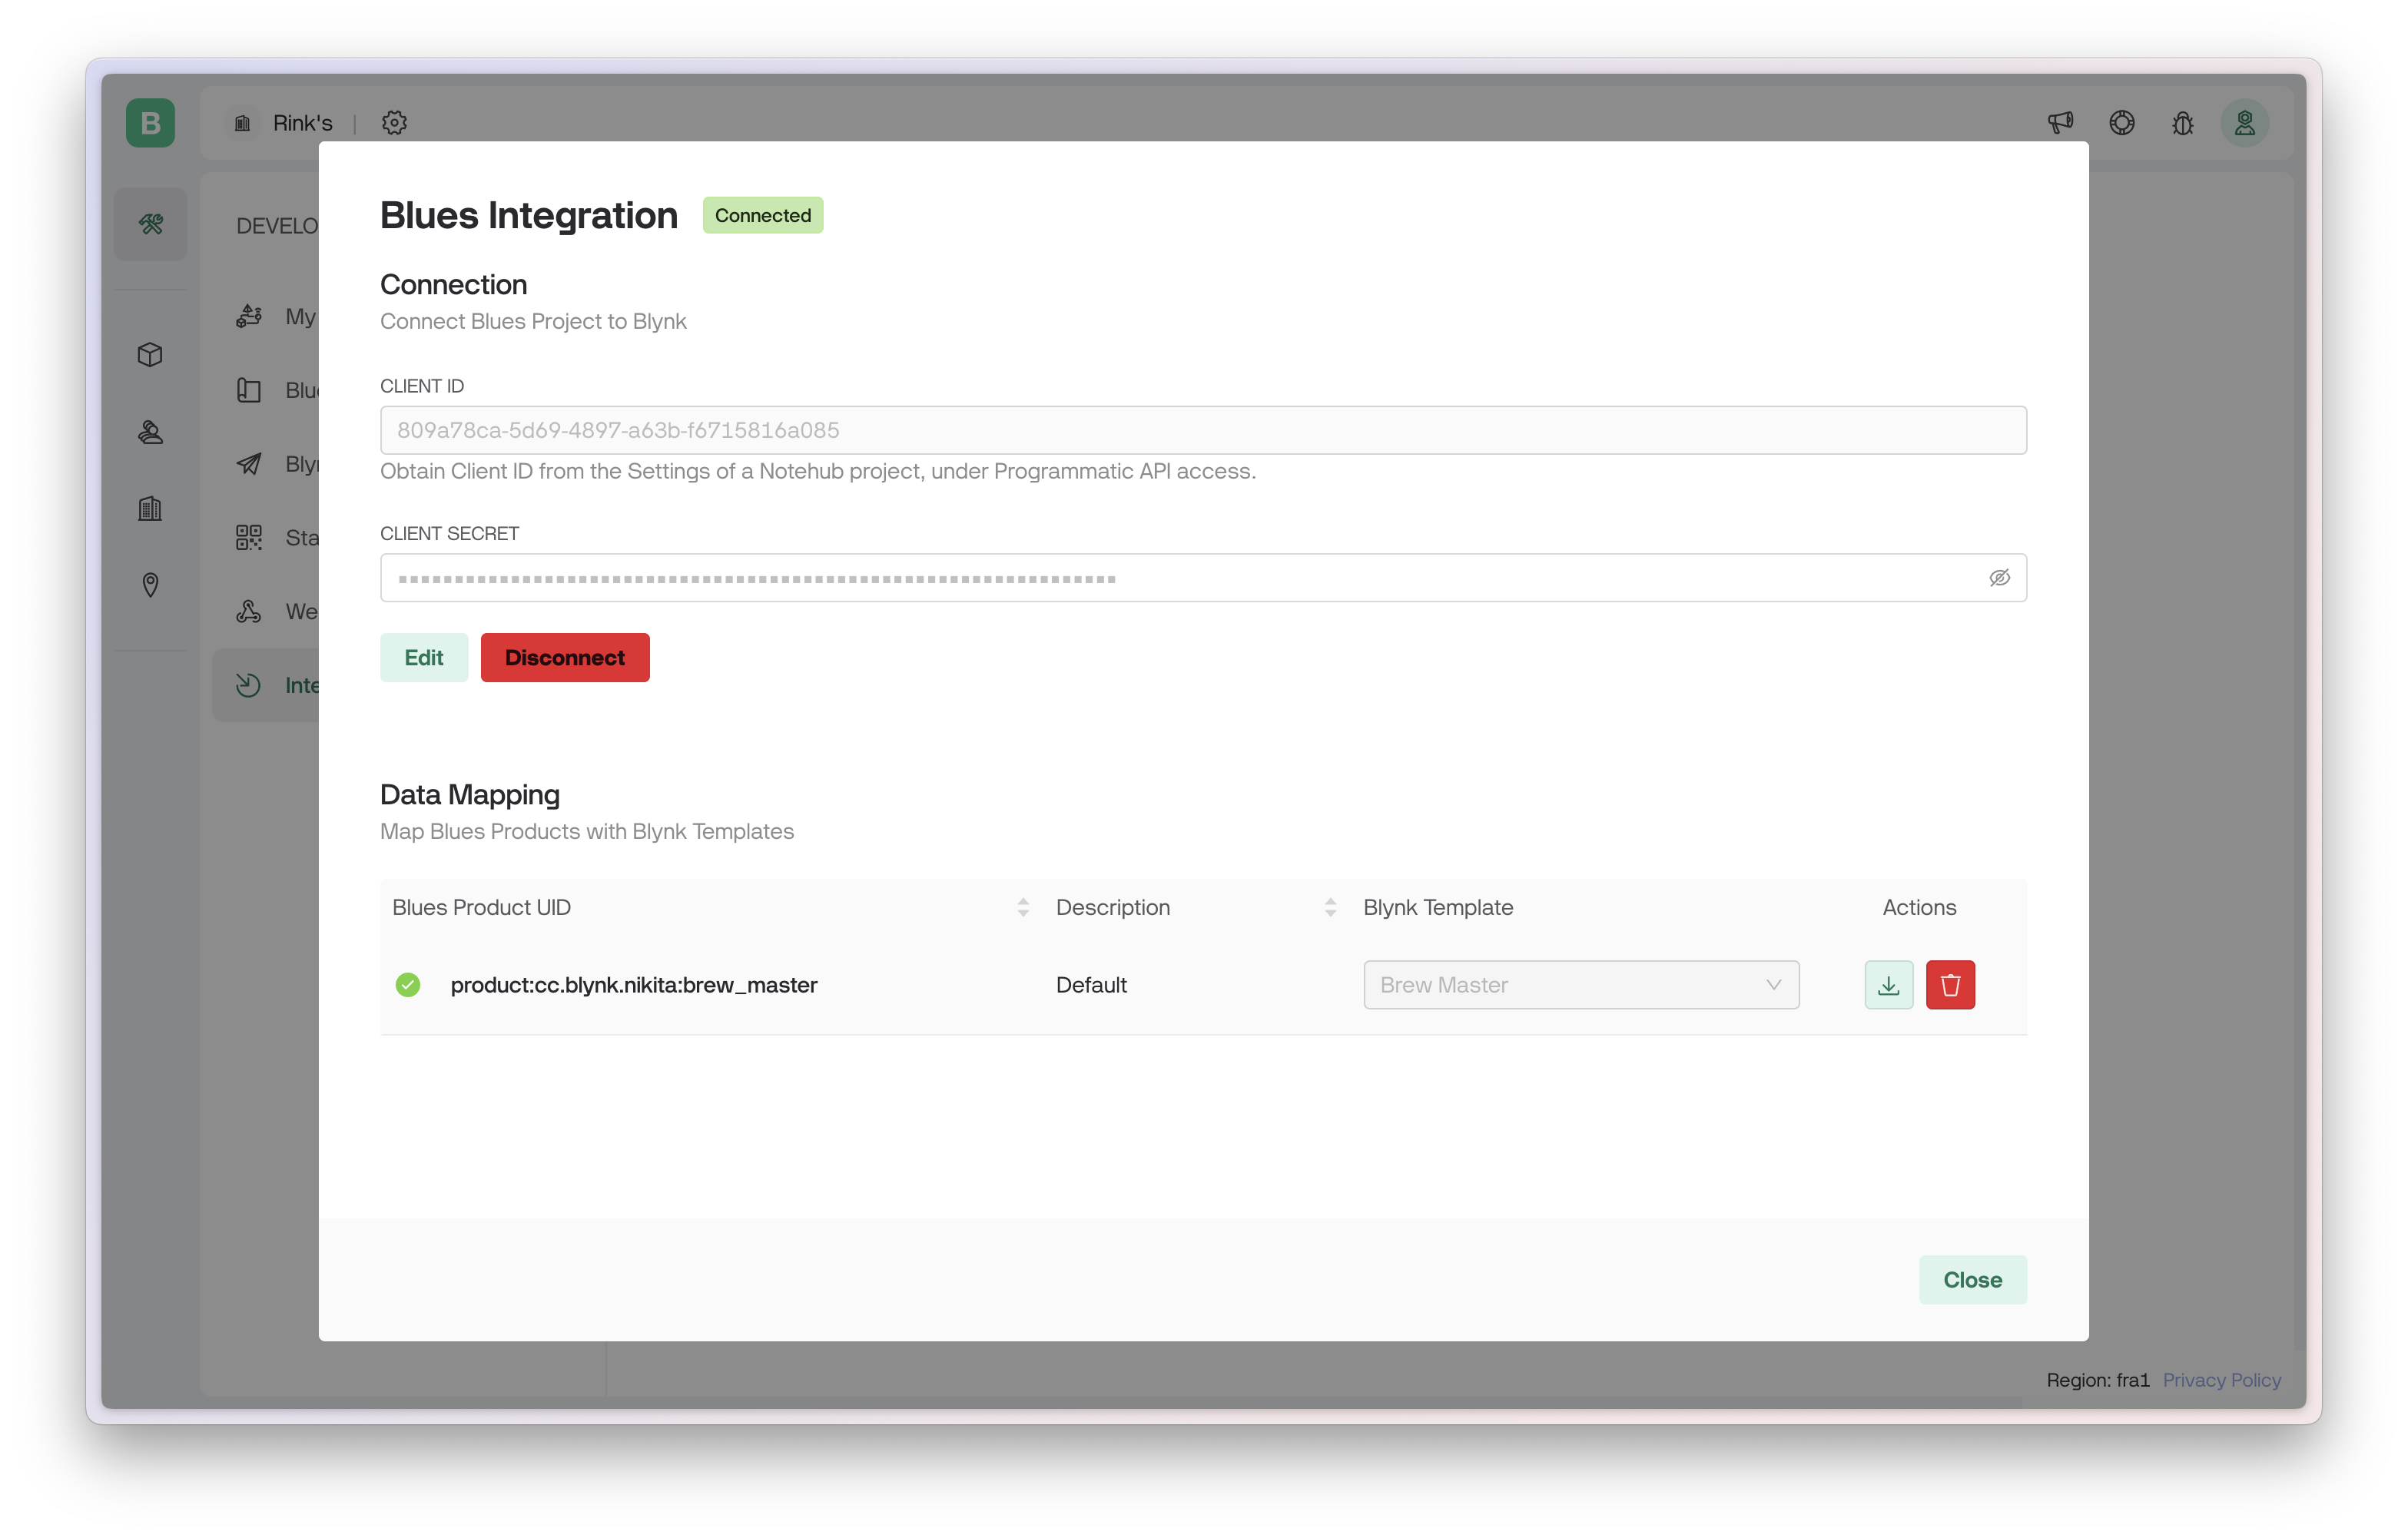 B
Rink's
DEVELO
My
Blu
Bly
Sta
We
Inte
Blues Integration
Connected
Connection
Connect Blues Project to Blynk
CLIENT ID
809a78ca-5d69-4897-a63b-f6715816a085
Obtain Client ID from the Settings of a Notehub project, under Programmatic API access.
CLIENT SECRET
Edit
Disconnect
Data Mapping
Map Blues Products with Blynk Templates
Blues Product UID
Description
Blynk Template
Actions
product:cc.blynk.nikita:brew_master
Default
Brew Master
Close
Region: fra1
Privacy Policy